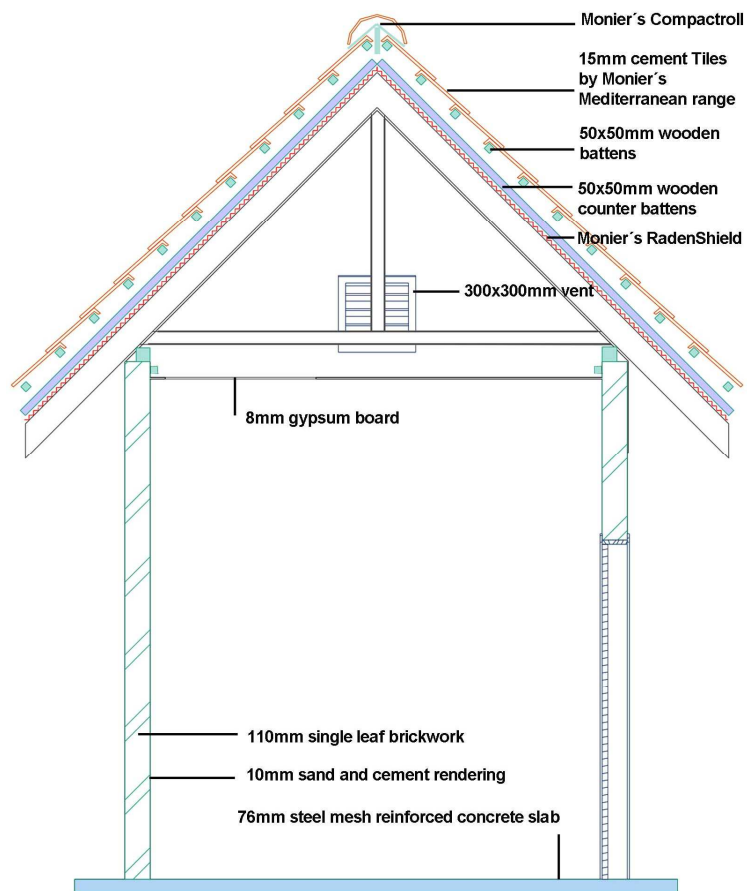 Monier´s Compactroll
15mm cement Tiles
by Monier´s
Mediterranean range
50x50mm wooden
battens
50x50mm wooden
counter battens
Monier´s RadenShield
300x300mm vent
8mm gypsum board
110mm single leaf brickwork
10mm sand and cement rendering
76mm steel mesh reinforced concrete slab